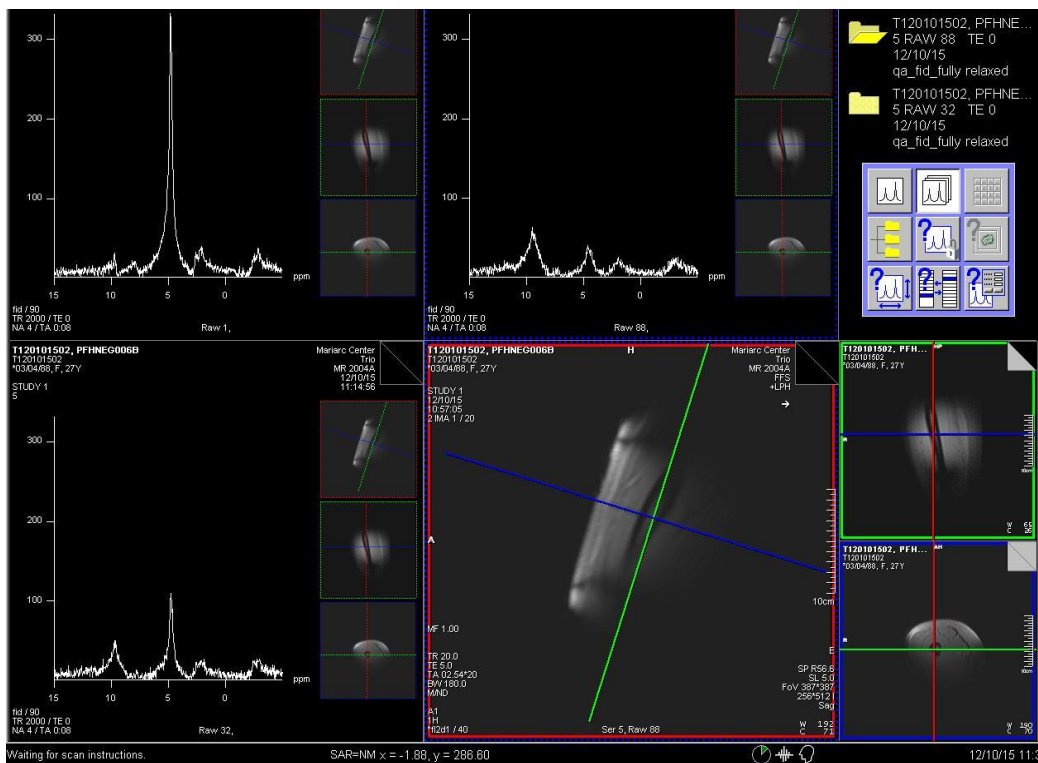 300
200
100
15
10
5
0
ppm
fid / 90
TR 2000 / TE 0
NA 4 / TA 0:08
Raw 1,
300
200
100
15
10
5
0
ppm
fid / 90
TR 2000 / TE 0
NA 4 / TA 0:08
Raw 88,
T120101502, PFHNE...
5 RAW 88 TE 0
12/10/15
qa_fid_fully relaxed
T120101502, PFHNE...
5 RAW 32 TE 0
12/10/15
qa_fid_fully relaxed
T120101502, PFHNEG006B
T120101502
*03/04/88, F, 27Y
STUDY 1
5
Mariarc Center
Trio
MR 2004A
12/10/15
11:14:56
300
200
100
15
10
5
0
ppm
fid / 90
TR 2000 / TE 0
NA 4 / TA 0:08
Raw 32,
T120101502, PFHNEG006B
T120101502
*03/04/88, F, 27Y
STUDY 1
12/10/15
10:57:05
2 IMA 1 / 20
H
Mariarc Center
Trio
MR 2004A
FFS
+LPH
A
10cm
MF 1.00
TR 20.0
TE 5.0
TA 02:54*20
BW 180.0
M/ND
A1
1H
*fl2d1 / 40
Ser 5, Raw 88
SP R56.6
SL 5.0
FoV 387*387
256*512 I
Sag
W 192
C 71
T120101502, PFH...
T120101502
*03/04/88, F, 27Y
10cm
W 65
C 26
T120101502, PFH...
T120101502
*03/04/88, F, 27Y
AH
10cm
W 190
C 70
Waiting for scan instructions.
SAR=NM x = -1.88, y = 286.60
12/10/15 11:3